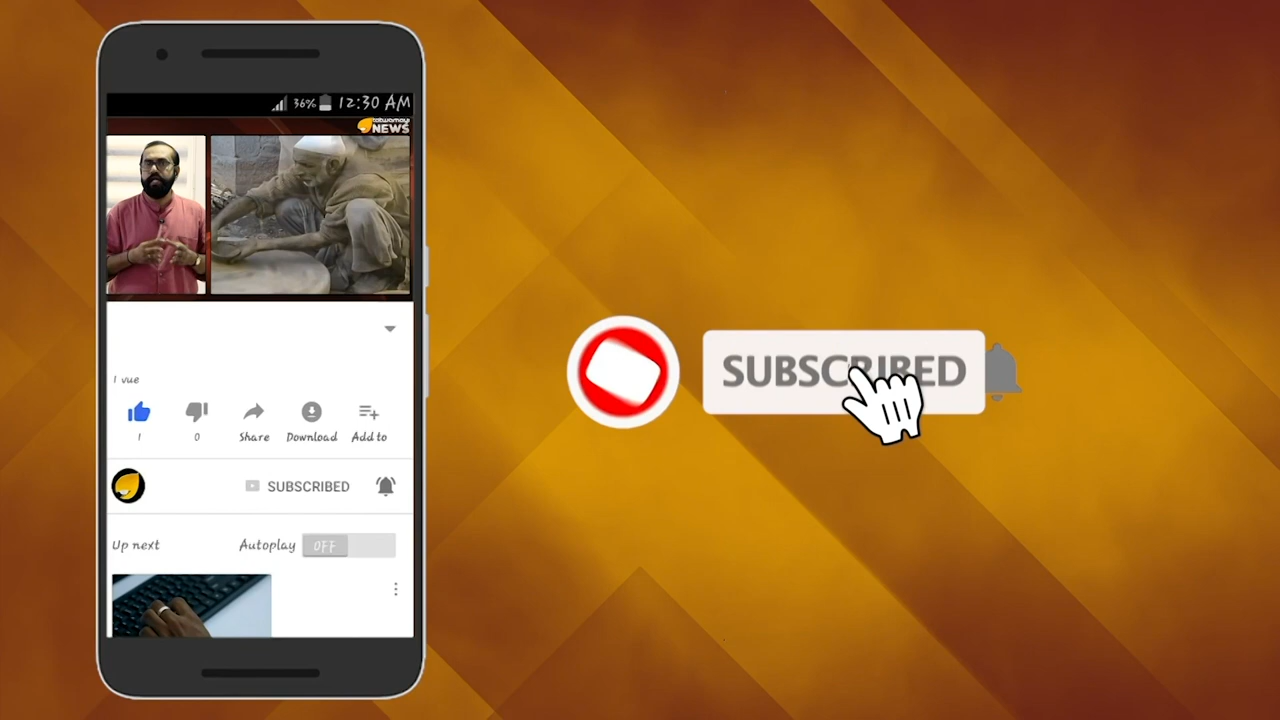 36% 12:30 AM
tatwamayi
NEWS
1 vue
1
0
Share
Download
Add to
SUBSCRIBED
Up next
Autoplay
OFF
SUBSCRIBED